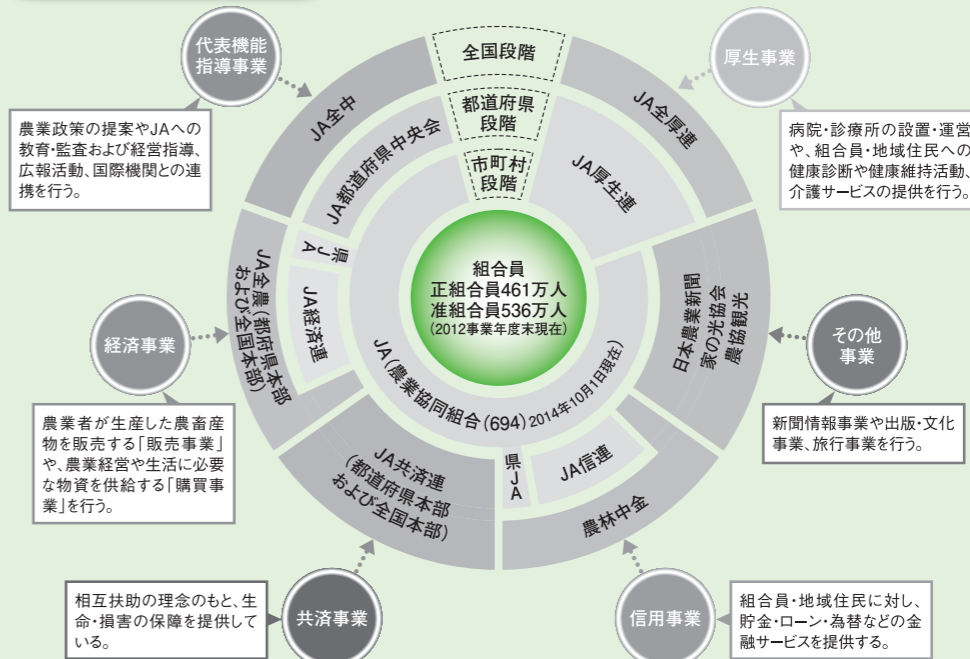 代表機能
指導事業
農業政策の提案やJAへの
教育・監査および経営指導、
広報活動、国際機関との連
携を行う。
全国段階
都道府県
段階
市町村
段階
厚生事業
病院・診療所の設置・運営
や、組合員・地域住民への
健康診断や健康維持活動、
介護サービスの提供を行う。
JA全中
JA都道府県中央会
県JA
JA全厚連
JA厚生連
組合員
正組合員461万人
准組合員536万人
(2012事業年度末現在)
JA(農業協同組合)(694)2014年10月1日現在)
経済事業
農業者が生産した農畜産
物を販売する「販売事業」
や、農業経営や生活に必要
な物資を供給する「購買事
業」を行う。
JA全農(都府県本部
および全国本部)
JA経済連
日本農業新聞
家の光協会
農協観光
その他
事業
新聞情報事業や出版・文化
事業、旅行事業を行う。
JA共済連
(都道府県本部
および全国本部)
県JA
JA信連
農林中金
共済事業
相互扶助の理念のもと、生
命・損害の保障を提供して
いる。
信用事業
組合員・地域住民に対し、
貯金・ローン・為替などの金
融サービスを提供する。